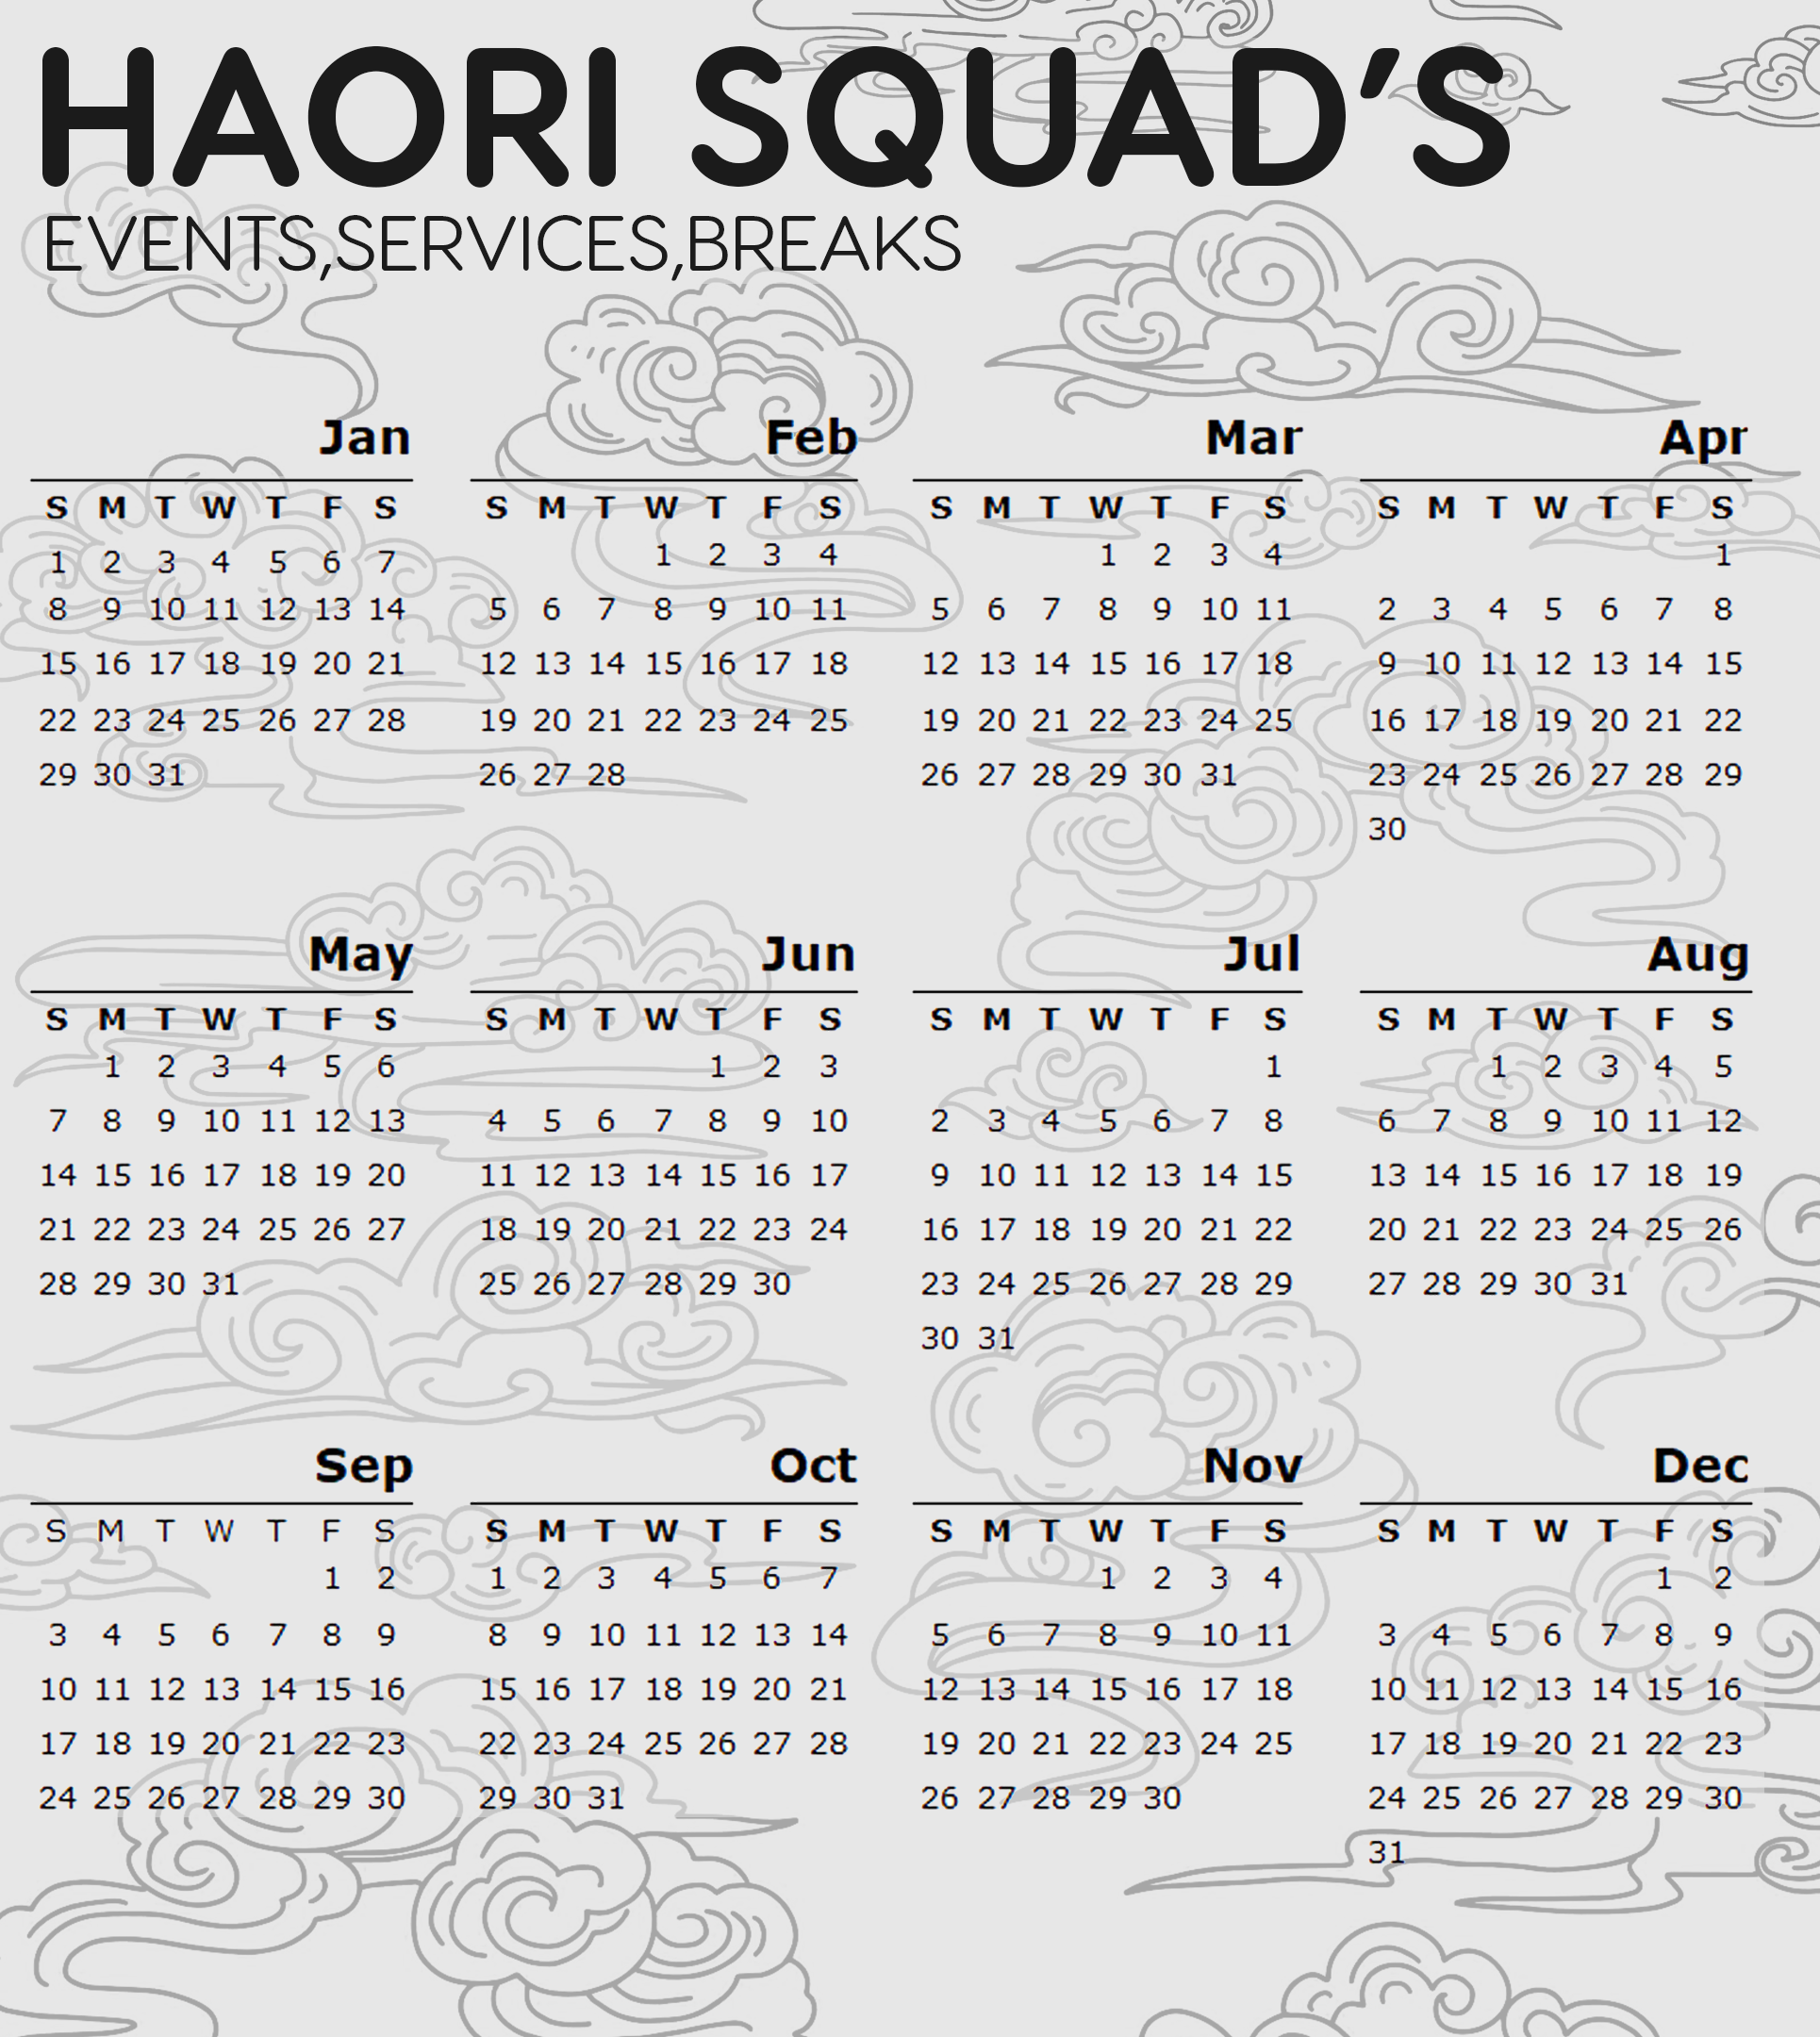 HAORI SQUAD'S
EVENTS,SERVICES,BREAKS
Jan
S M T W T F S
1 2 3 4 5 6 7
8 9 10 11 12 13 14
15 16 17 18 19 20 21
22 23 24 25 26 27 28
29 30 31
Feb
S M T W T F S
1 2 3 4
5 6 7 8 9 10 11
12 13 14 15 16 17 18
19 20 21 22 23 24 25
26 27 28
Mar
S M T W T F S
1 2 3 4
5 6 7 8 9 10 11
12 13 14 15 16 17 18
19 20 21 22 23 24 25
26 27 28 29 30 31
Apr
S M T W T F S
1
2 3 4 5 6 7 8
9 10 11 12 13 14 15
16 17 18 19 20 21 22
23 24 25 26 27 28 29
30
May
S M T W T F S
1 2 3 4 5 6
7 8 9 10 11 12 13
14 15 16 17 18 19 20
21 22 23 24 25 26 27
28 29 30 31
Jun
S M T W T F S
1 2 3
4 5 6 7 8 9 10
11 12 13 14 15 16 17
18 19 20 21 22 23 24
25 26 27 28 29 30
Jul
S M T W T F S
1
2 3 4 5 6 7 8
9 10 11 12 13 14 15
16 17 18 19 20 21 22
23 24 25 26 27 28 29
30 31
Aug
S M T W T F S
1 2 3 4 5
6 7 8 9 10 11 12
13 14 15 16 17 18 19
20 21 22 23 24 25 26
27 28 29 30 31
Sep
S M T W T F S
1 2
3 4 5 6 7 8 9
10 11 12 13 14 15 16
17 18 19 20 21 22 23
24 25 26 27 28 29 30
Oct
S M T W T F S
1 2 3 4 5 6 7
8 9 10 11 12 13 14
15 16 17 18 19 20 21
22 23 24 25 26 27 28
29 30 31
Nov
S M T W T F S
1 2 3 4
5 6 7 8 9 10 11
12 13 14 15 16 17 18
19 20 21 22 23 24 25
26 27 28 29 30
Dec
S M T W T F S
1 2
3 4 5 6 7 8 9
10 11 12 13 14 15 16
17 18 19 20 21 22 23
24 25 26 27 28 29 30
31